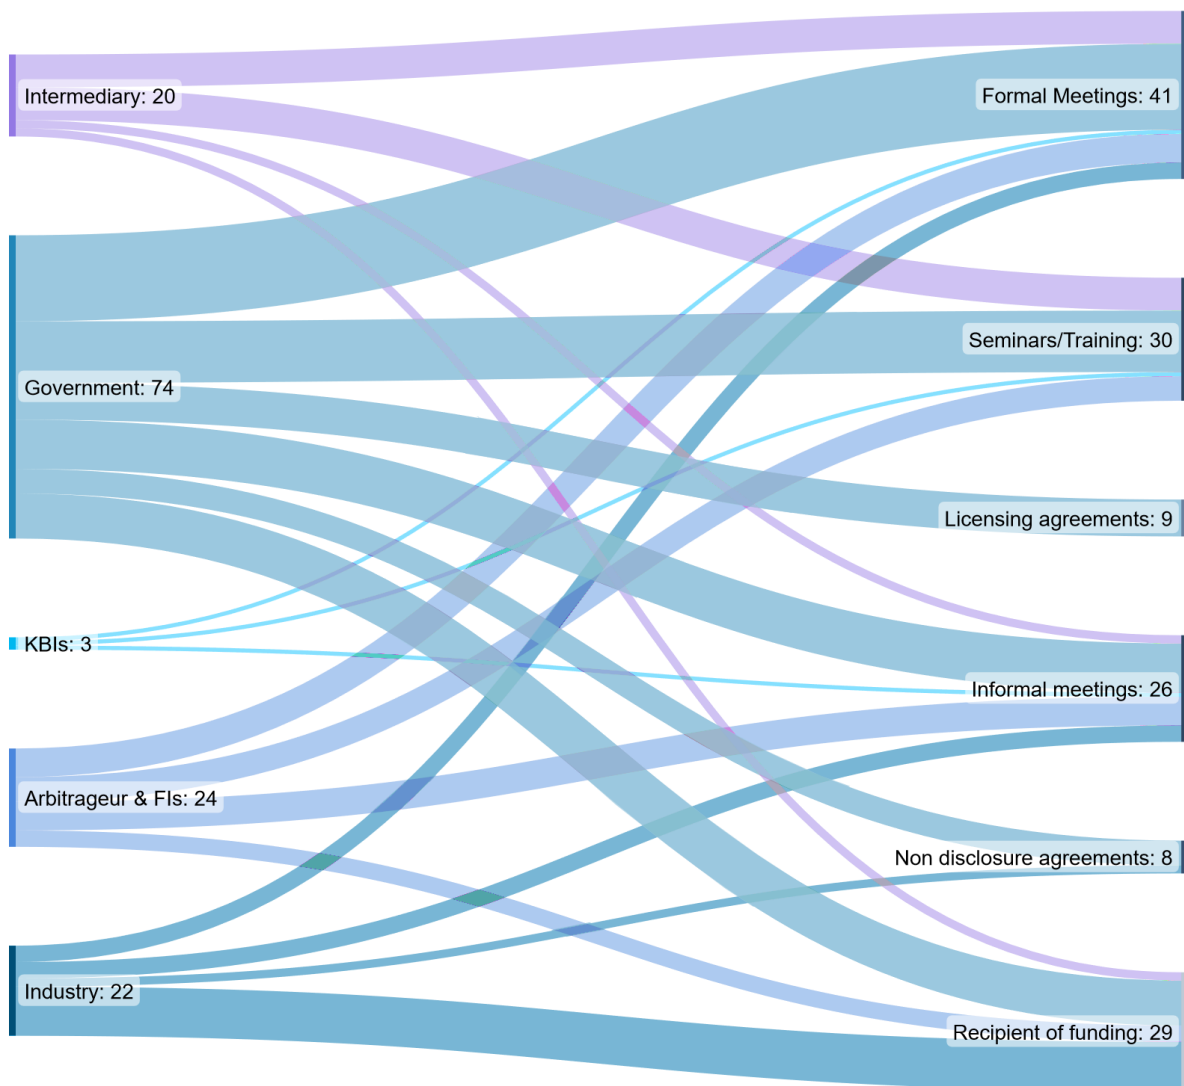 Intermediary: 20
Formal Meetings: 41
Seminars/Training: 30
Government: 74
Licensing agreements: 9
KBIs: 3
Informal meetings: 26
Arbitrageur & FIs: 24
Non disclosure agreements: 8
Industry: 22
Recipient of funding: 29